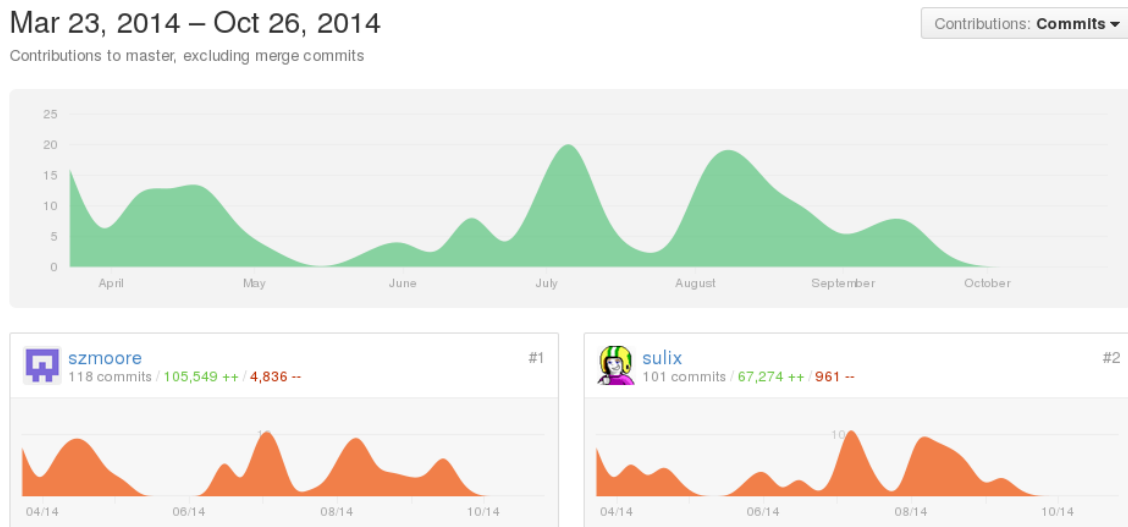 Mar 23, 2014 – Oct 26, 2014
Contributions: Commits
Contributions to master, excluding merge commits
25
20
15
10
5
0
April May June July August September October
szmoore #1
118 commits / 105,549 ++ / 4,836 --
10
04/14 06/14 08/14 10/14
sulix #2
101 commits / 67,274 ++ / 961 --
10
04/14 06/14 08/14 10/14